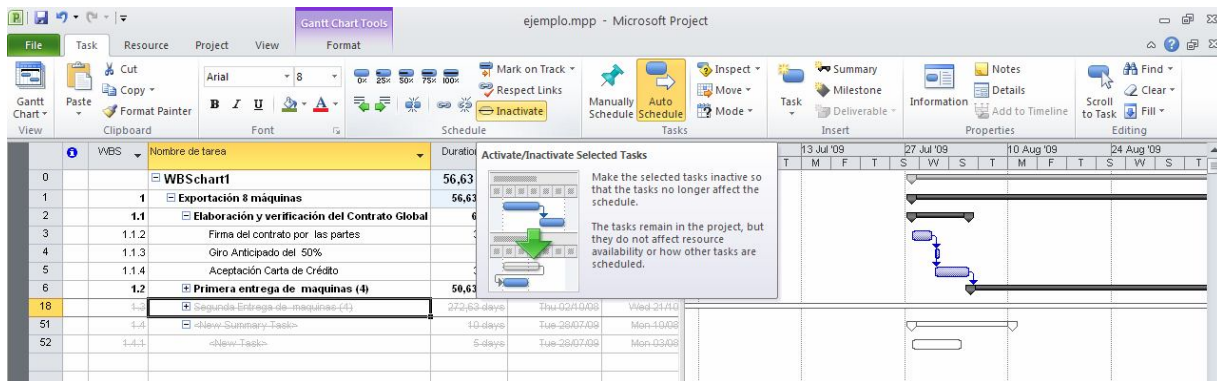 Gantt Chart Tools
ejemplo.mpp - Microsoft Project
File Task Resource Project View Format
Gantt Chart
View
Paste
Cut
Copy
Format Painter
Clipboard
Arial 8
B I U A
Font
0% 25% 50% 75% 100%
Mark on Track
Respect Links
Inactivate
Schedule
Manually Schedule
Auto Schedule
Inspect
Move
Mode
Tasks
Task
Summary
Milestone
Deliverable
Insert
Information
Notes
Details
Add to Timeline
Properties
Scroll to Task
Find
Clear
Fill
Editing
WBS Nombre de tarea Duration
13 Jul '09 27 Jul '09 10 Aug '09 24 Aug '09
T M F T S W S T M F T S W S T
0 WBSchart1 56,63
1 1 Exportación 8 máquinas 56,63
2 1.1 Elaboración y verificación del Contrato Global 6
3 1.1.2 Firma del contrato por las partes
4 1.1.3 Giro Anticipado del 50%
5 1.1.4 Aceptación Carta de Crédito
6 1.2 Primera entrega de maquinas (4) 50,63
18 1.3 Segunda Entrega de maquinas (4) 272,63 days Thu 02/10/08 Wed 21/10
51 1.4 <New Summary Task> 10 days Tue 28/07/09 Mon 10/08
52 1.4.1 <New Task> 5 days Tue 28/07/09 Mon 03/08
Activate/Inactivate Selected Tasks
Make the selected tasks inactive so
that the tasks no longer affect the
schedule.
The tasks remain in the project, but
they do not affect resource
availability or how other tasks are
scheduled.